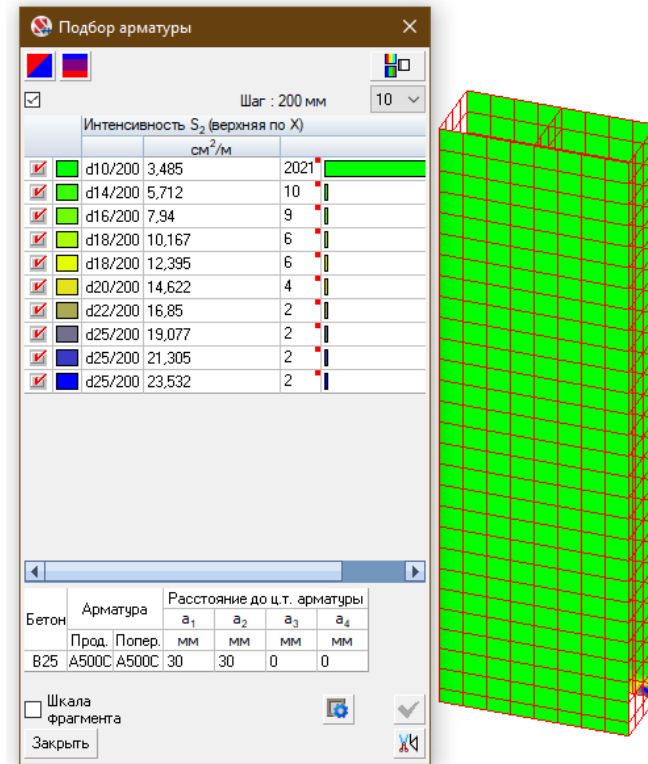 Подбор арматуры
Шаг : 200 мм 10
Интенсивность S2 (верхняя по X)
см²/м
d10/200 3,485 2021
d14/200 5,712 10
d16/200 7,94 9
d18/200 10,167 6
d18/200 12,395 6
d20/200 14,622 4
d22/200 16,85 2
d25/200 19,077 2
d25/200 21,305 2
d25/200 23,532 2
Бетон Арматура Расстояние до ц.т. арматуры
a1 a2 a3 a4
Прод. Попер. мм мм мм мм
B25 A500C A500C 30 30 0 0
Шкала
фрагмента
Закрыть